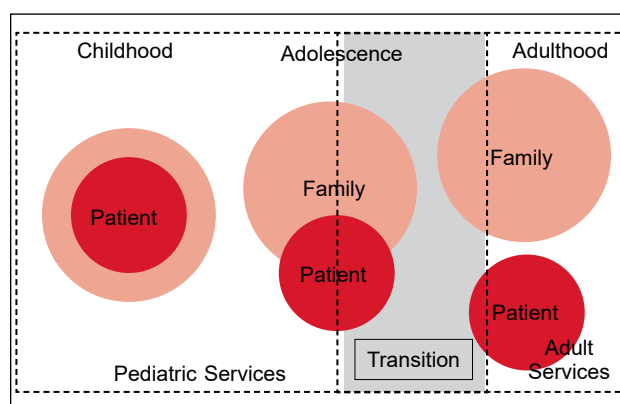 Childhood
Adolescence
Adulthood
Family
Family
Patient
Patient
Patient
Transition
Adult
Services
Pediatric Services